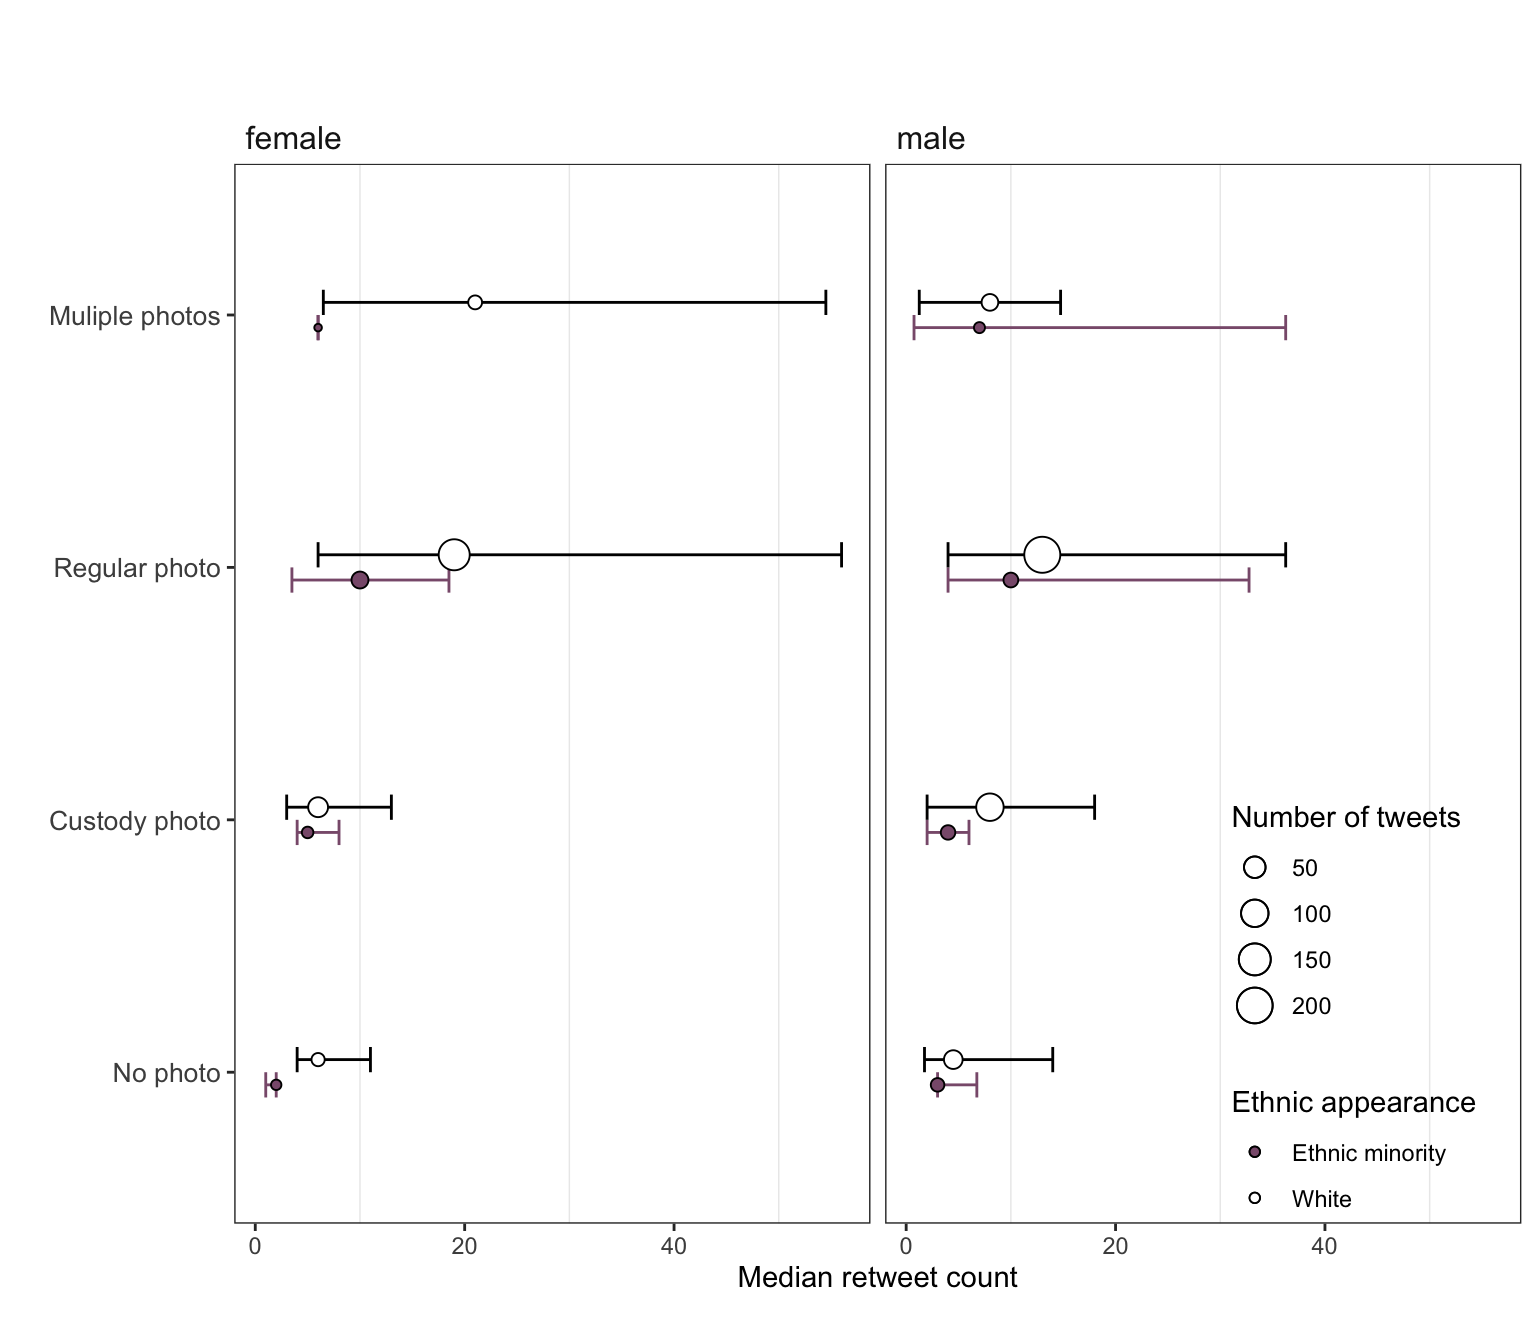 female
male
Muliple photos
Regular photo
Custody photo
No photo
Number of tweets
50
100
150
200
Ethnic appearance
Ethnic minority
White
0
20
40
0
20
40
Median retweet count